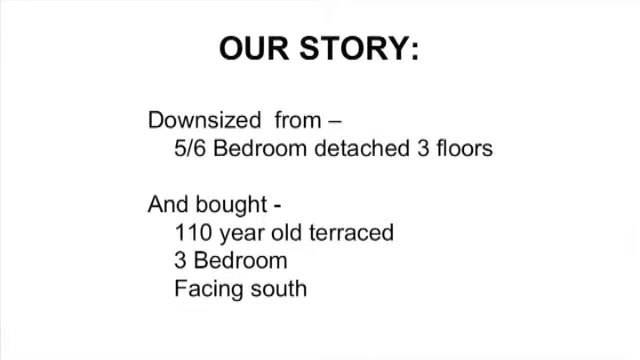 OUR STORY:
Downsized from –
5/6 Bedroom detached 3 floors
And bought -
110 year old terraced
3 Bedroom
Facing south